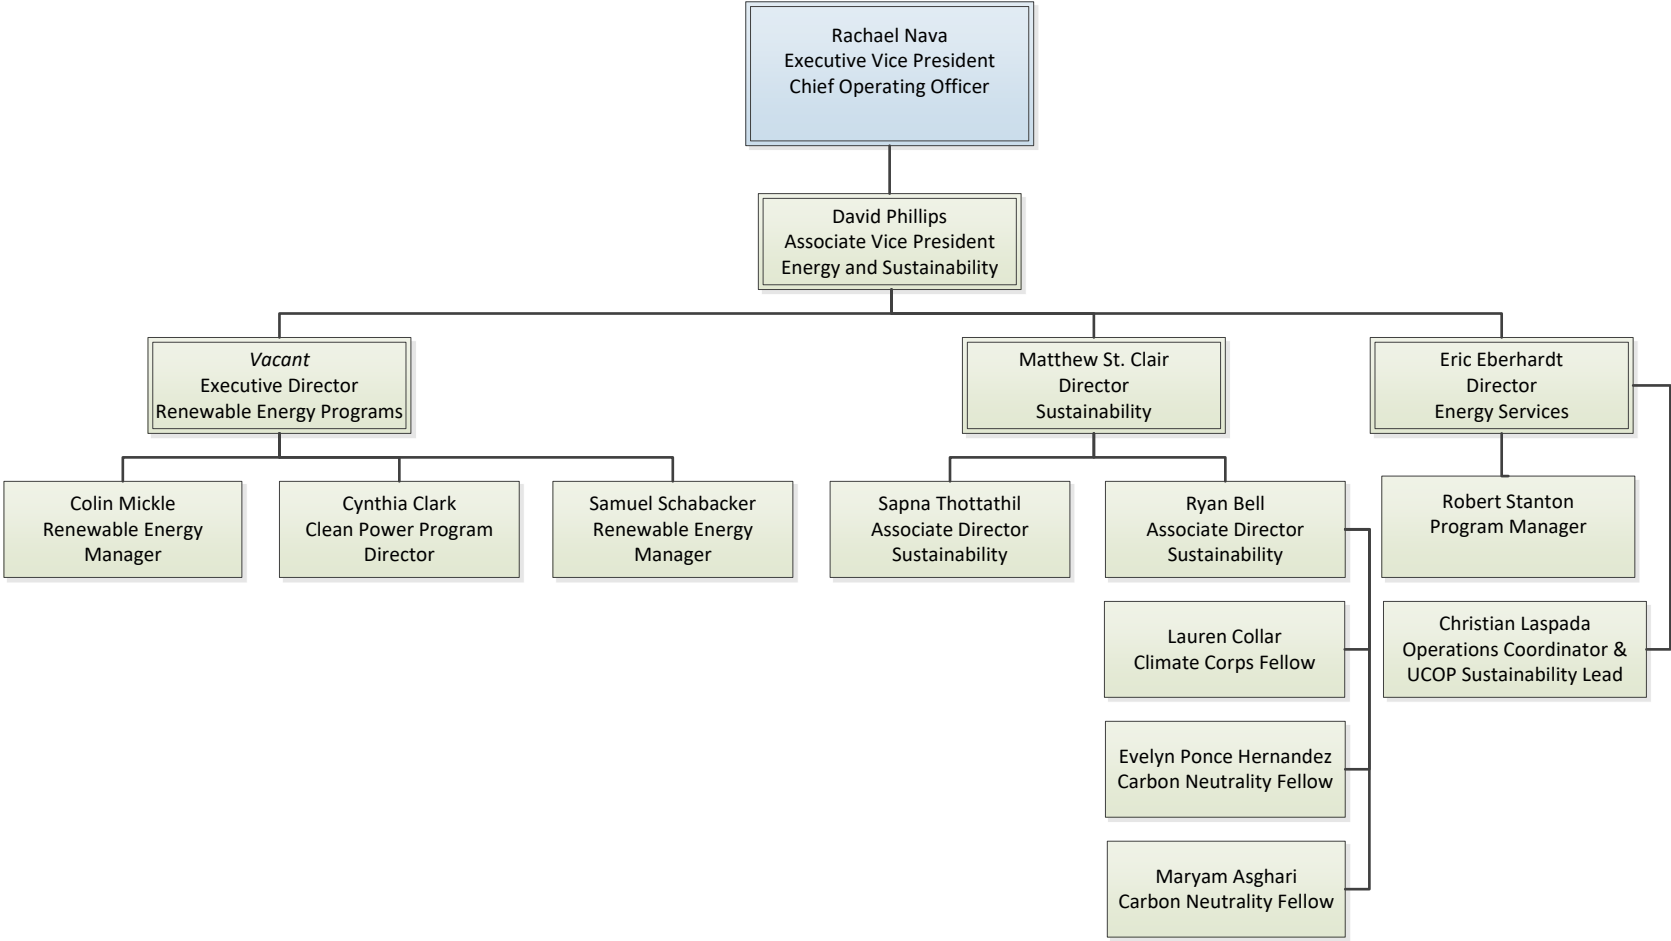 Rachael Nava
Executive Vice President
Chief Operating Officer
David Phillips
Associate Vice President
Energy and Sustainability
Vacant
Executive Director
Renewable Energy Programs
Matthew St. Clair
Director
Sustainability
Eric Eberhardt
Director
Energy Services
Colin Mickle
Renewable Energy
Manager
Cynthia Clark
Clean Power Program
Director
Samuel Schabacker
Renewable Energy
Manager
Sapna Thottathil
Associate Director
Sustainability
Ryan Bell
Associate Director
Sustainability
Robert Stanton
Program Manager
Lauren Collar
Climate Corps Fellow
Christian Laspada
Operations Coordinator &
UCOP Sustainability Lead
Evelyn Ponce Hernandez
Carbon Neutrality Fellow
Maryam Asghari
Carbon Neutrality Fellow